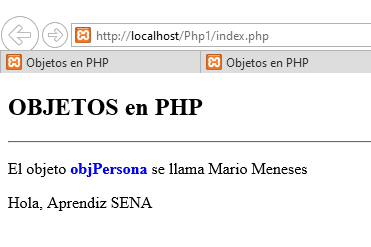 http://localhost/Php1/index.php
Objetos en PHP
Objetos en PHP
OBJETOS en PHP
El objeto objPersona se llama Mario Meneses
Hola, Aprendiz SENA